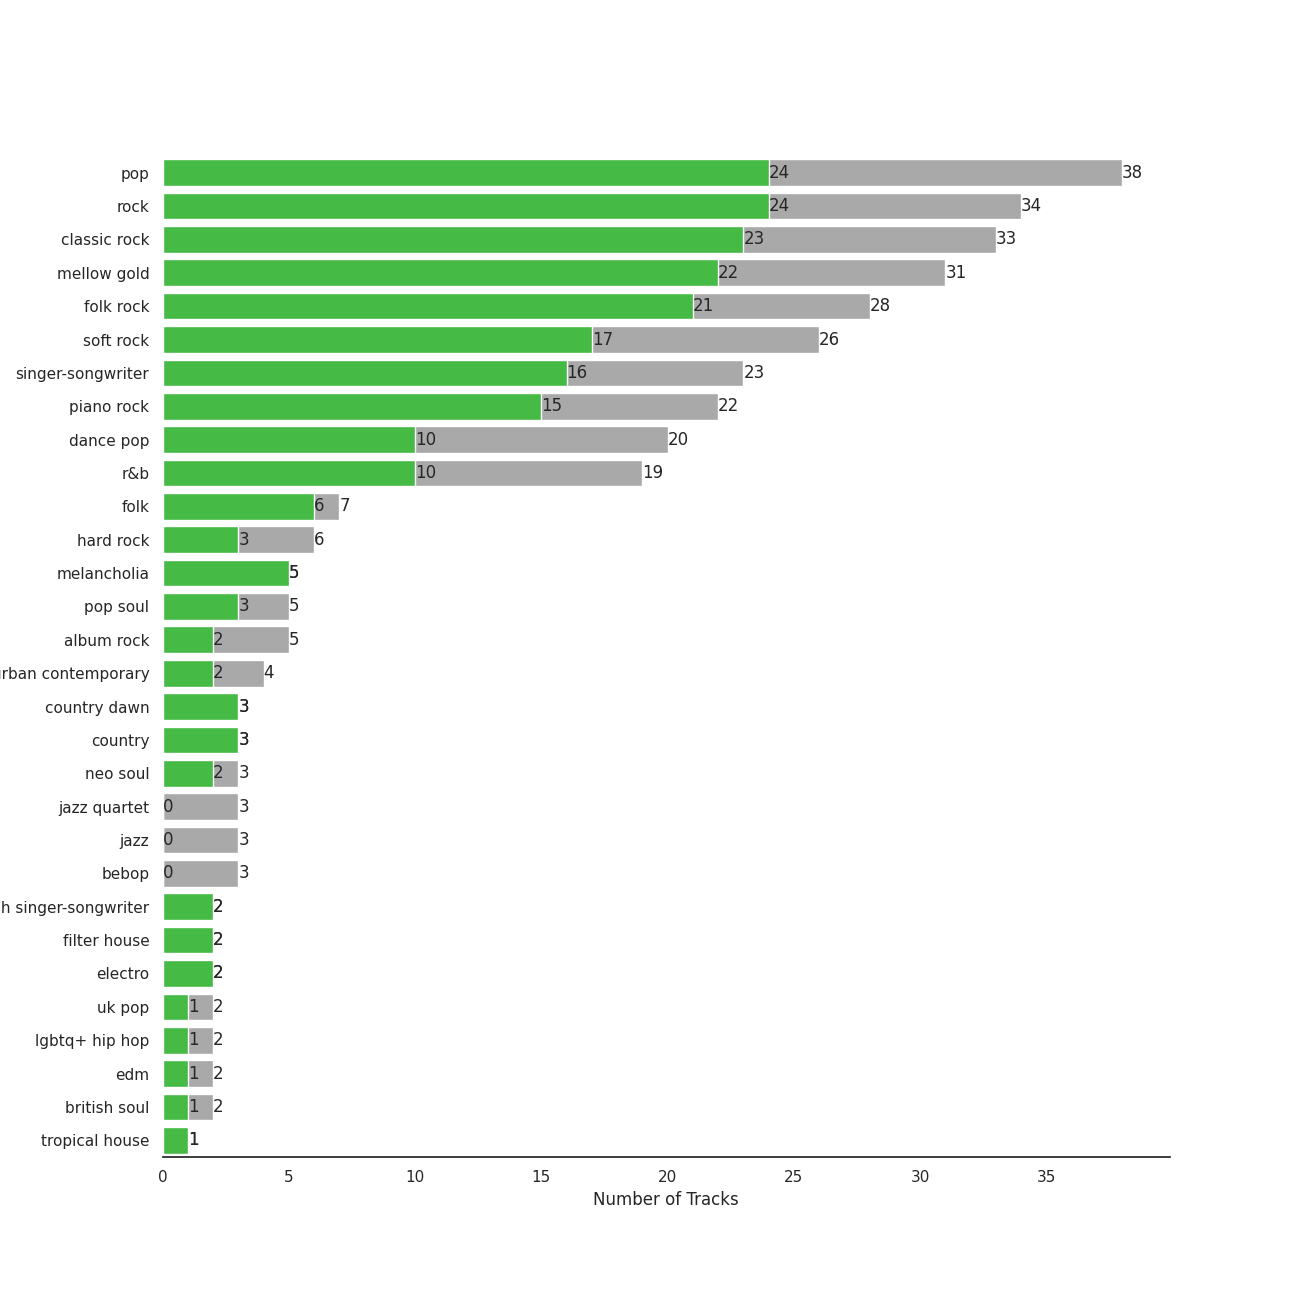 pop 24 38
rock 24 34
classic rock 23 33
mellow gold 22 31
folk rock 21 28
soft rock 17 26
singer-songwriter 16 23
piano rock 15 22
dance pop 10 20
r&b 10 19
folk 6 7
hard rock 3 6
melancholia 5
pop soul 3 5
album rock 2 5
urban contemporary 2 4
country dawn 3
country 3
neo soul 2 3
jazz quartet 0 3
jazz 0 3
bebop 0 3
h singer-songwriter 2
filter house 2
electro 2
uk pop 1 2
lgbtq+ hip hop 1 2
edm 1 2
british soul 1 2
tropical house 1
0 5 10 15 20 25 30 35
Number of Tracks